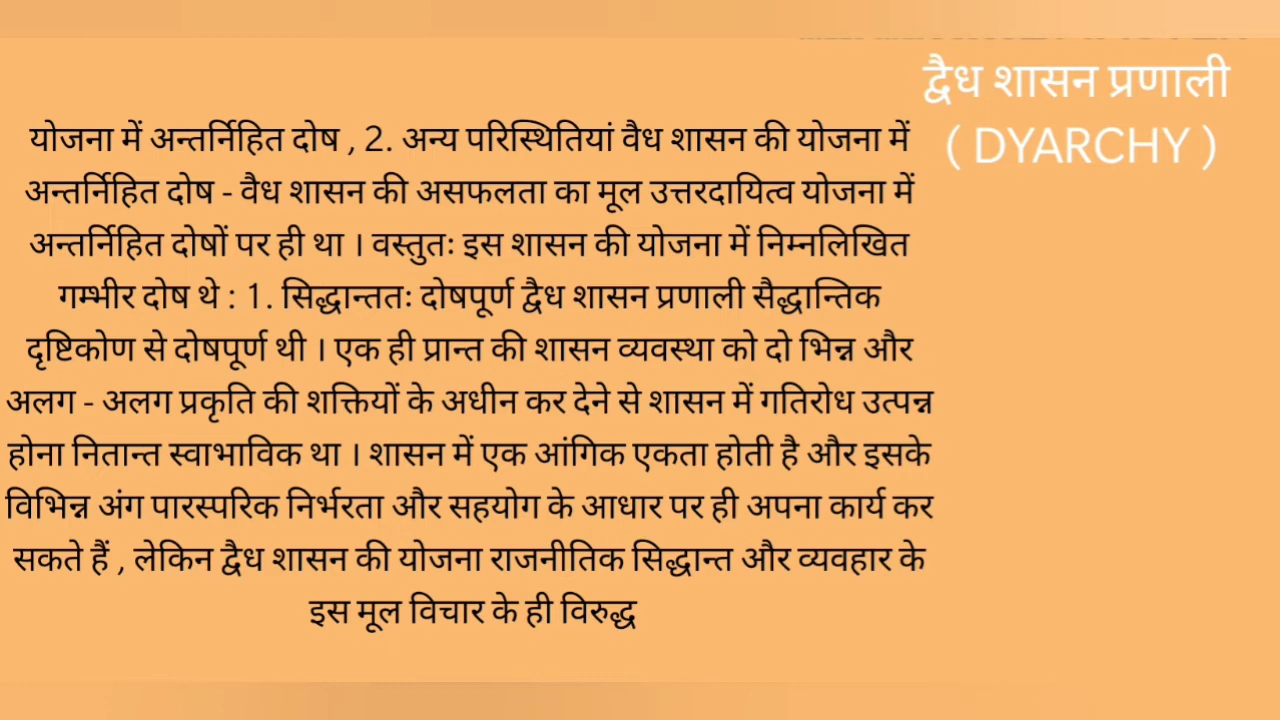 द्वैध शासन प्रणाली
( DYARCHY )
योजना में अन्तर्निहित दोष , 2. अन्य परिस्थितियां वैध शासन की योजना में
अन्तर्निहित दोष - वैध शासन की असफलता का मूल उत्तरदायित्व योजना में
अन्तर्निहित दोषों पर ही था । वस्तुतः इस शासन की योजना में निम्नलिखित
गम्भीर दोष थे : 1. सिद्धान्ततः दोषपूर्ण द्वैध शासन प्रणाली सैद्धान्तिक
दृष्टिकोण से दोषपूर्ण थी । एक ही प्रान्त की शासन व्यवस्था को दो भिन्न और
अलग - अलग प्रकृति की शक्तियों के अधीन कर देने से शासन में गतिरोध उत्पन्न
होना नितान्त स्वाभाविक था । शासन में एक आंगिक एकता होती है और इसके
विभिन्न अंग पारस्परिक निर्भरता और सहयोग के आधार पर ही अपना कार्य कर
सकते हैं , लेकिन द्वैध शासन की योजना राजनीतिक सिद्धान्त और व्यवहार के
इस मूल विचार के ही विरुद्ध